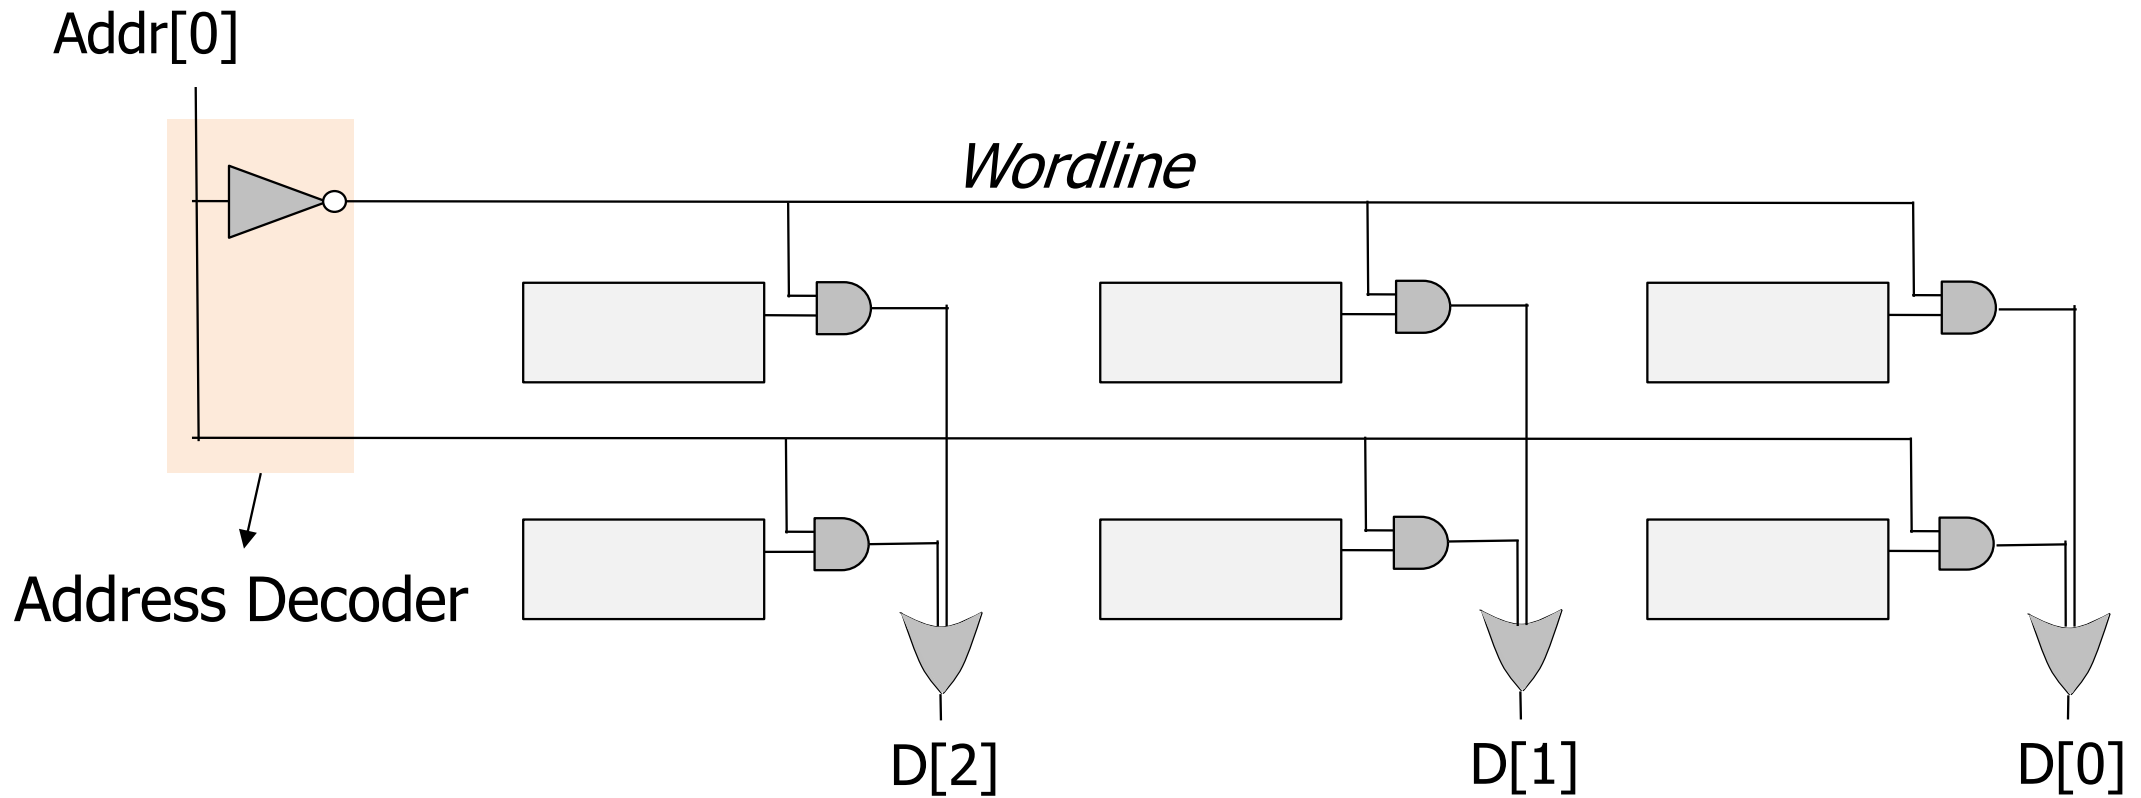 Addr[0]
Wordline
Address Decoder
D[2]
D[1]
D[0]